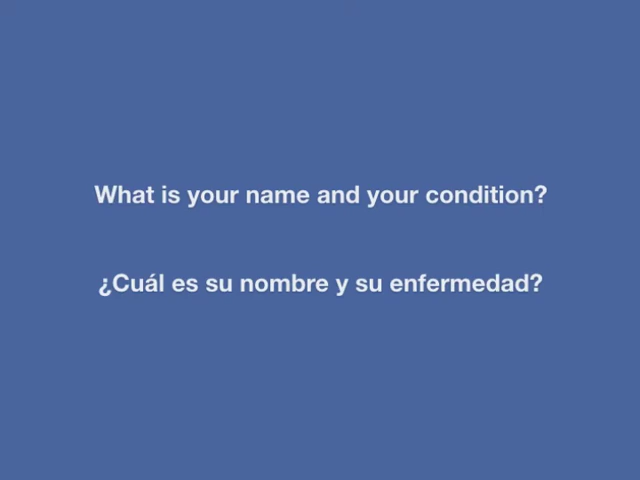 What is your name and your condition?
¿Cuál es su nombre y su enfermedad?